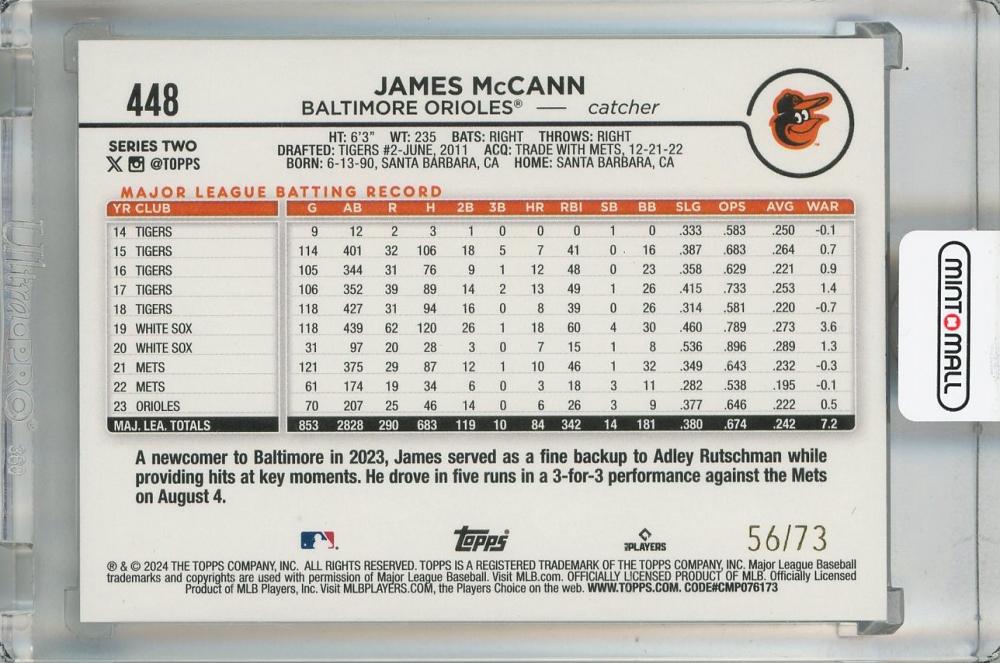 448
JAMES McCANN
BALTIMORE ORIOLES® — catcher
SERIES TWO
X @TOPPS
HT: 6'3" WT: 235 BATS: RIGHT THROWS: RIGHT
DRAFTED: TIGERS #2-JUNE, 2011 ACQ: TRADE WITH METS, 12-21-22
BORN: 6-13-90, SANTA BARBARA, CA HOME: SANTA BARBARA, CA
MAJOR LEAGUE BATTING RECORD
YR CLUB G AB R H 2B 3B HR RBI SB BB SLG OPS AVG WAR
14 TIGERS 9 12 2 3 1 0 0 0 1 0 .333 .583 .250 -0.1
15 TIGERS 114 401 32 106 18 5 7 41 0 16 .387 .683 .264 0.7
16 TIGERS 105 344 31 76 9 1 12 48 0 23 .358 .629 .221 0.9
17 TIGERS 106 352 39 89 14 2 13 49 1 26 .415 .733 .253 1.4
18 TIGERS 118 427 31 94 16 0 8 39 0 26 .314 .581 .220 -0.7
19 WHITE SOX 118 439 62 120 26 1 18 60 4 30 .460 .789 .273 3.6
20 WHITE SOX 31 97 20 28 3 0 7 15 1 8 .536 .896 .289 1.3
21 METS 121 375 29 87 12 1 10 46 1 32 .349 .643 .232 -0.3
22 METS 61 174 19 34 6 0 3 18 3 11 .282 .538 .195 -0.1
23 ORIOLES 70 207 25 46 14 0 6 26 3 9 .377 .646 .222 0.5
MAJ. LEA. TOTALS 853 2828 290 683 119 10 84 342 14 181 .380 .674 .242 7.2
A newcomer to Baltimore in 2023, James served as a fine backup to Adley Rutschman while
providing hits at key moments. He drove in five runs in a 3-for-3 performance against the Mets
on August 4.
Topps
PLAYERS
56/73
® & © 2024 THE TOPPS COMPANY, INC. ALL RIGHTS RESERVED. TOPPS IS A REGISTERED TRADEMARK OF THE TOPPS COMPANY, INC. Major League Baseball
trademarks and copyrights are used with permission of Major League Baseball. Visit MLB.com. OFFICIALLY LICENSED PRODUCT OF MLB. Officially Licensed
Product of MLB Players, Inc. Visit MLBPLAYERS.COM, the Players Choice on the web. WWW.TOPPS.COM. CODE#CMP076173
MINT MALL
Ultra PRO®